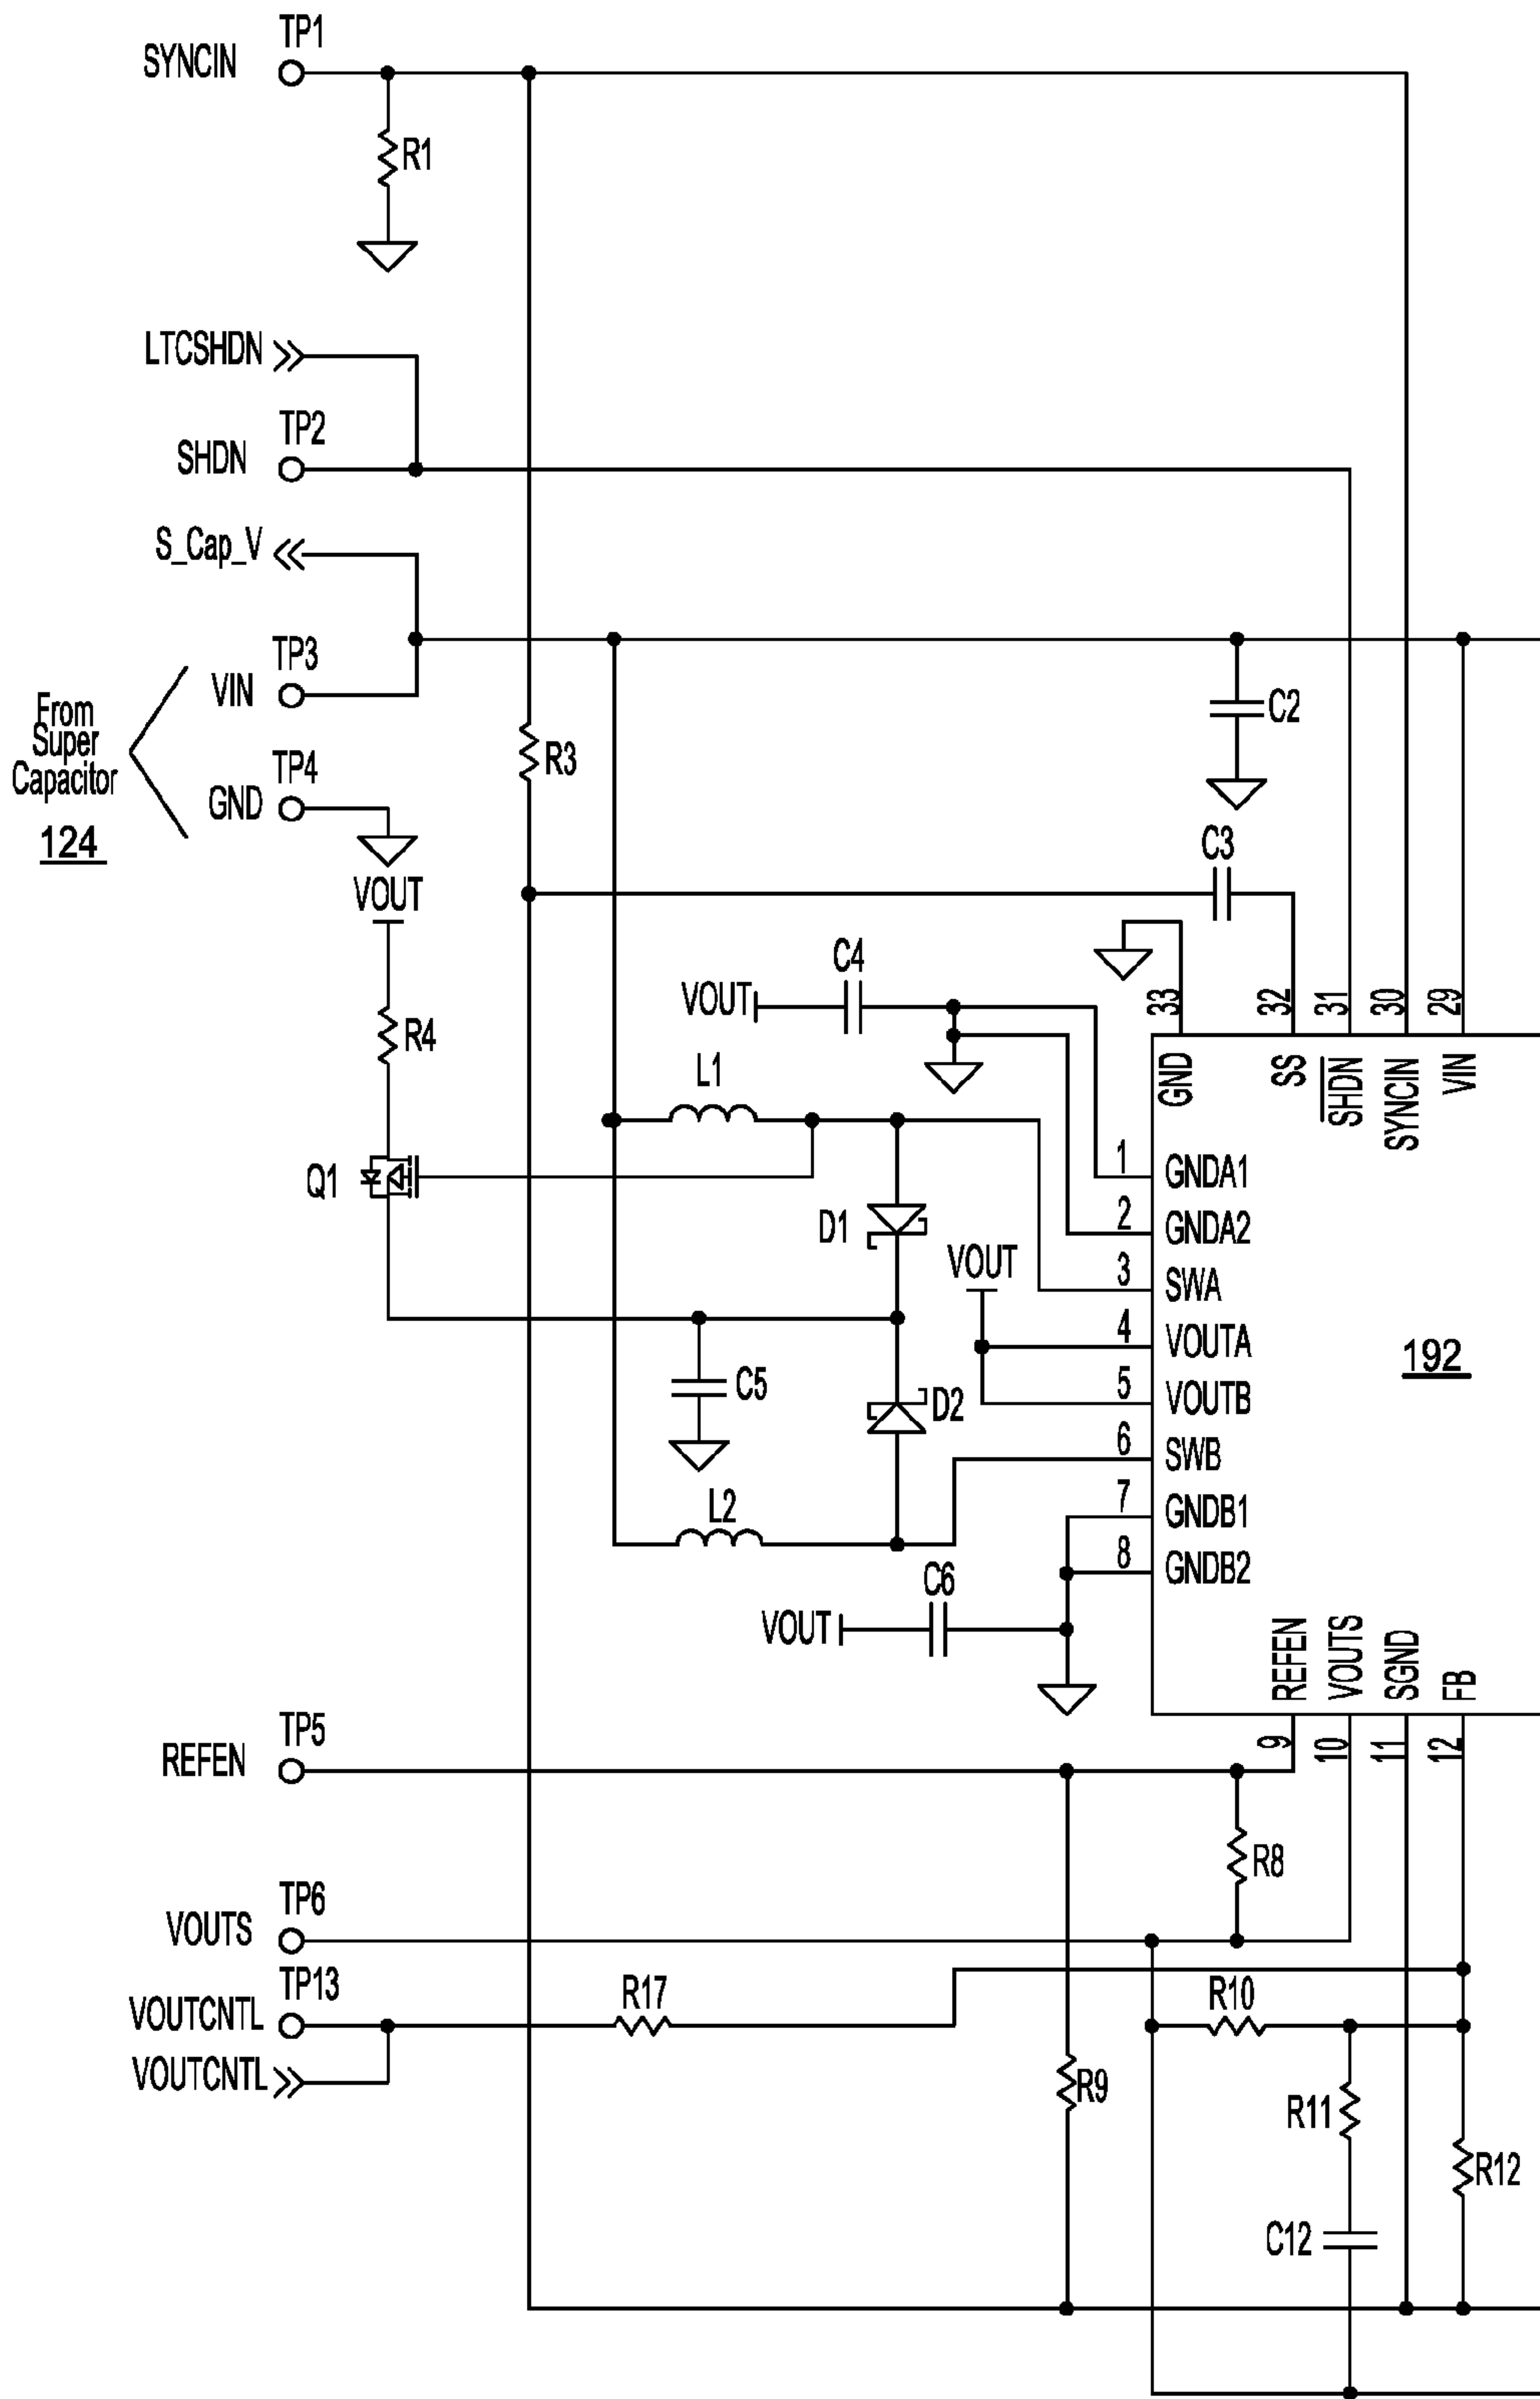 TP1
SYNCIN
R1
LTCSHDN
TP2
SHDN
S_Cap_V
TP3
VIN
From
Super
Capacitor
124
TP4
GND
R3
C2
VOUT
C3
R4
VOUT
C4
L1
33
32
31
30
29
GND
SS
SHDN
SYNCIN
VIN
Q1
D1
VOUT
1
GNDA1
2
GNDA2
3
SWA
4
VOUTA
5
VOUTB
6
SWB
7
GNDB1
8
GNDB2
192
C5
D2
L2
C6
VOUT
REFEN
VOUTS
SGND
FB
9
10
11
12
TP5
REFEN
R8
TP6
VOUTS
TP13
VOUTCNTL
VOUTCNTL
R17
R10
R9
R11
R12
C12